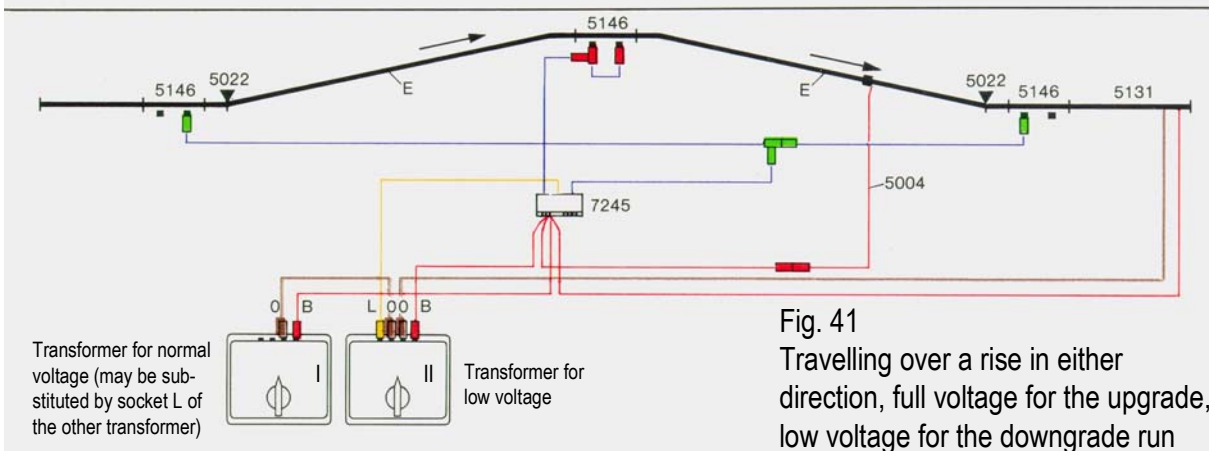 5146
5022
E
5146
E
5022
5146
5131
5004
7245
0 B
L 00 B
I
II
Transformer for normal
voltage (may be sub-
stituted by socket L of
the other transformer)
Transformer for
low voltage
Fig. 41
Travelling over a rise in either
direction, full voltage for the upgrade,
low voltage for the downgrade run